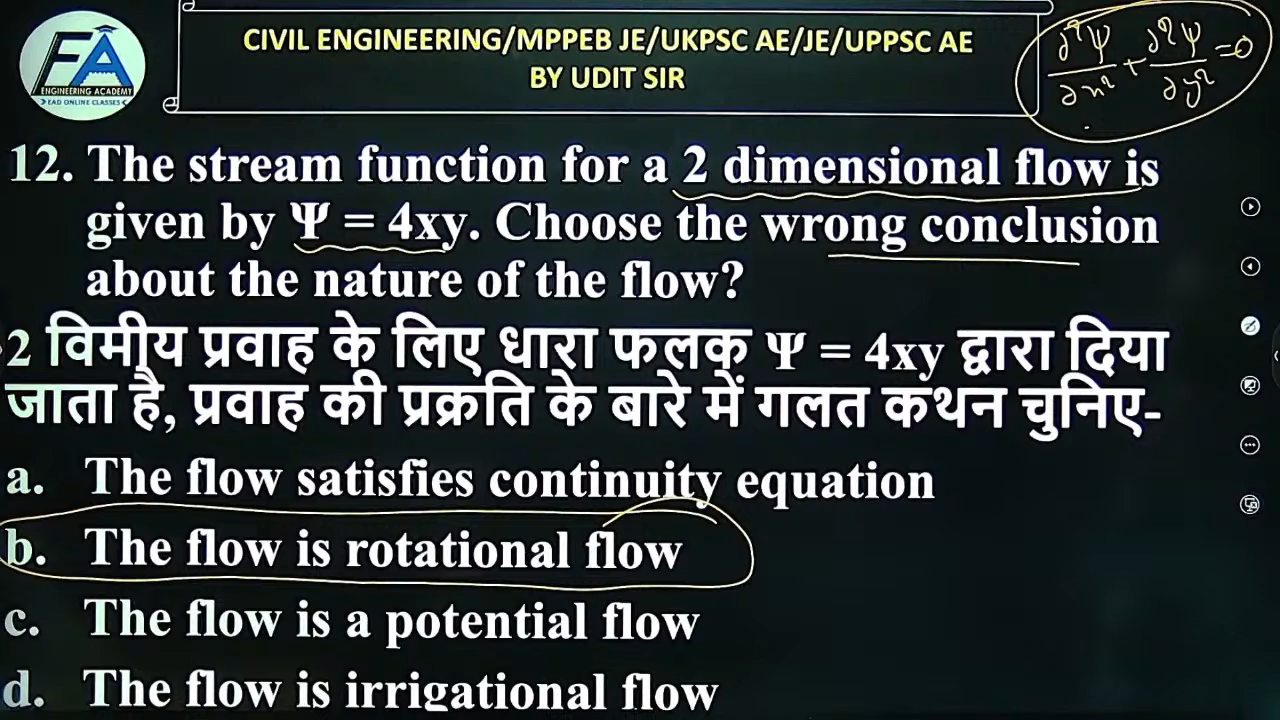 FA
ENGINEERING ACADEMY
EAD ONLINE CLASSES
CIVIL ENGINEERING/MPPEB JE/UKPSC AE/JE/UPPSC AE
BY UDIT SIR
∂²Ψ/∂x² + ∂²Ψ/∂y² = 0
12. The stream function for a 2 dimensional flow is
given by Ψ = 4xy. Choose the wrong conclusion
about the nature of the flow?
2 विमीय प्रवाह के लिए धारा फलक Ψ = 4xy द्वारा दिया
जाता है, प्रवाह की प्रक्रति के बारे में गलत कथन चुनिए-
a. The flow satisfies continuity equation
b. The flow is rotational flow
c. The flow is a potential flow
d. The flow is irrigational flow